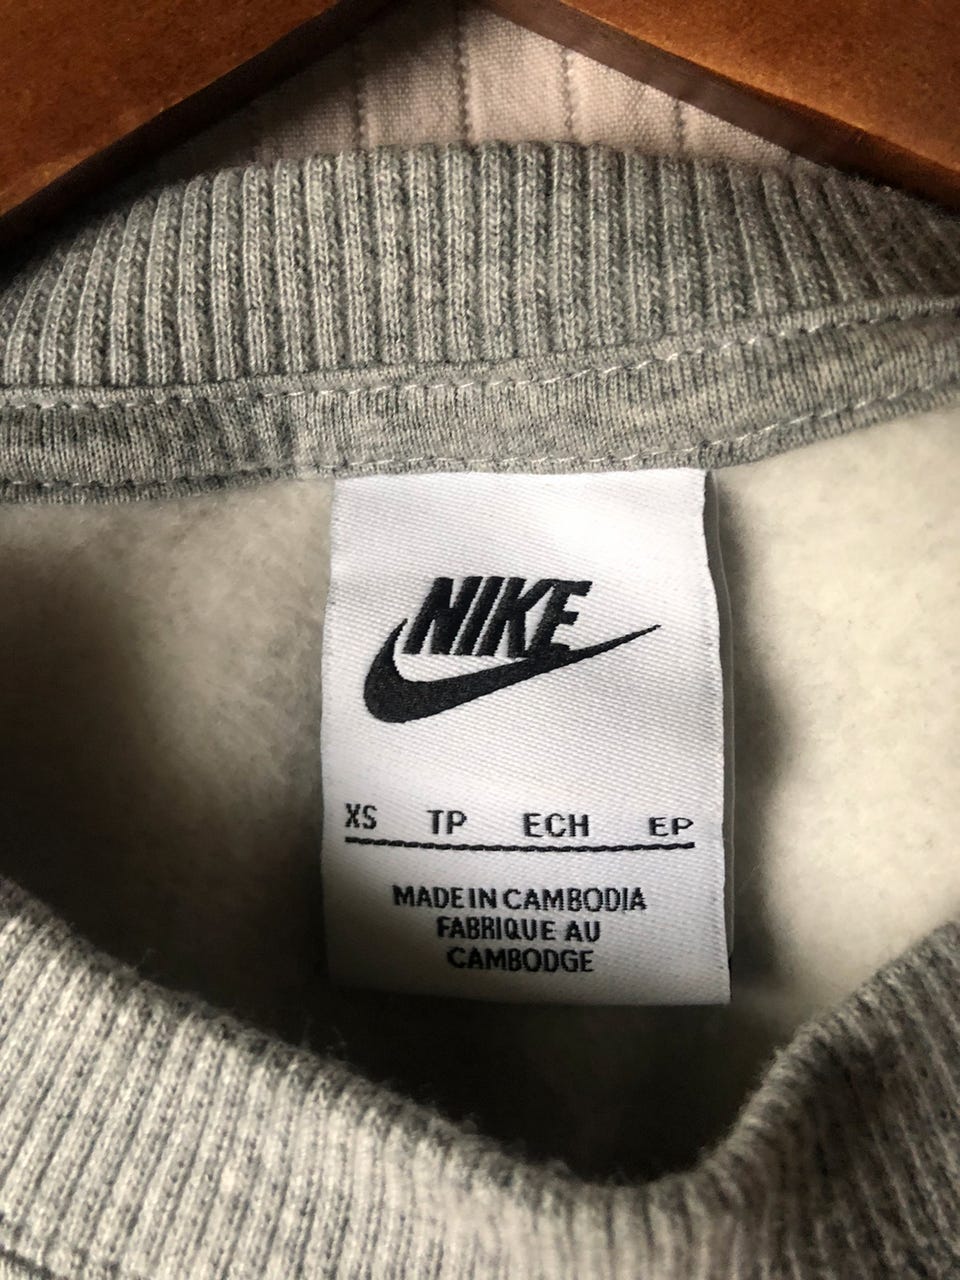 NIKE
XS TP ECH EP
MADE IN CAMBODIA
FABRIQUE AU
CAMBODGE